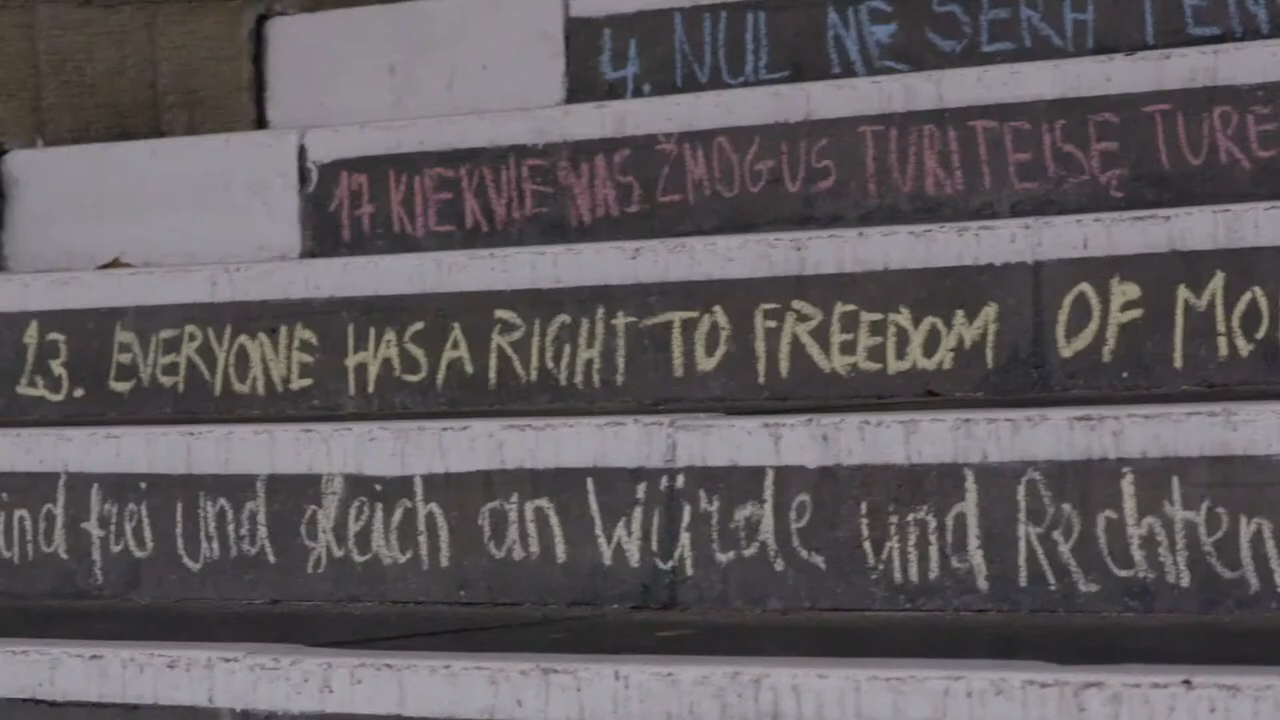 4. NUL NE SERA TEN
17 KIEKVIENAS ŽMOGUS TURI TEISĘ TURĖ
13. EVERYONE HAS A RIGHT TO FREEDOM OF MO
ind frei und gleich an Würde und Rechten